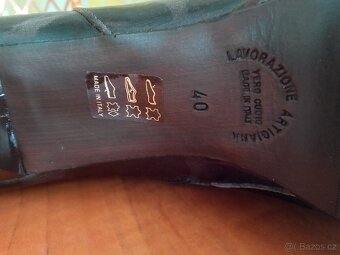 MADE IN ITALY
40
LAVORAZIONE ARTIGIANA
VERO CUOIO
MADE IN ITALY
Bazos.cz